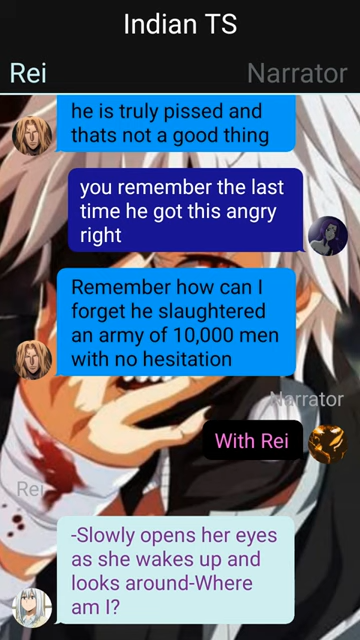 Indian TS
Rei
Narrator
he is truly pissed and
thats not a good thing
you remember the last
time he got this angry
right
Remember how can I
forget he slaughtered
an army of 10,000 men
with no hesitation
Narrator
With Rei
Rei
-Slowly opens her eyes
as she wakes up and
looks around-Where
am I?